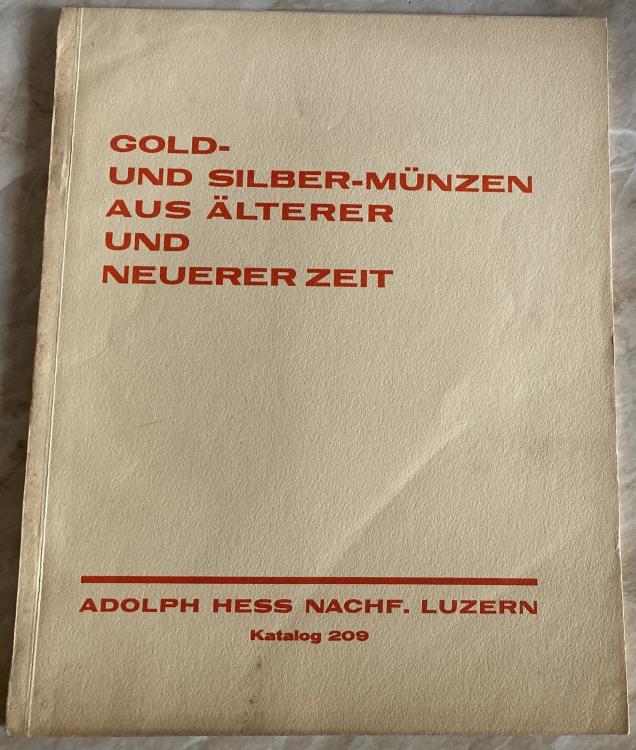 GOLD-
UND SILBER-MÜNZEN
AUS ÄLTERER
UND
NEUERER ZEIT
ADOLPH HESS NACHF. LUZERN
Katalog 209